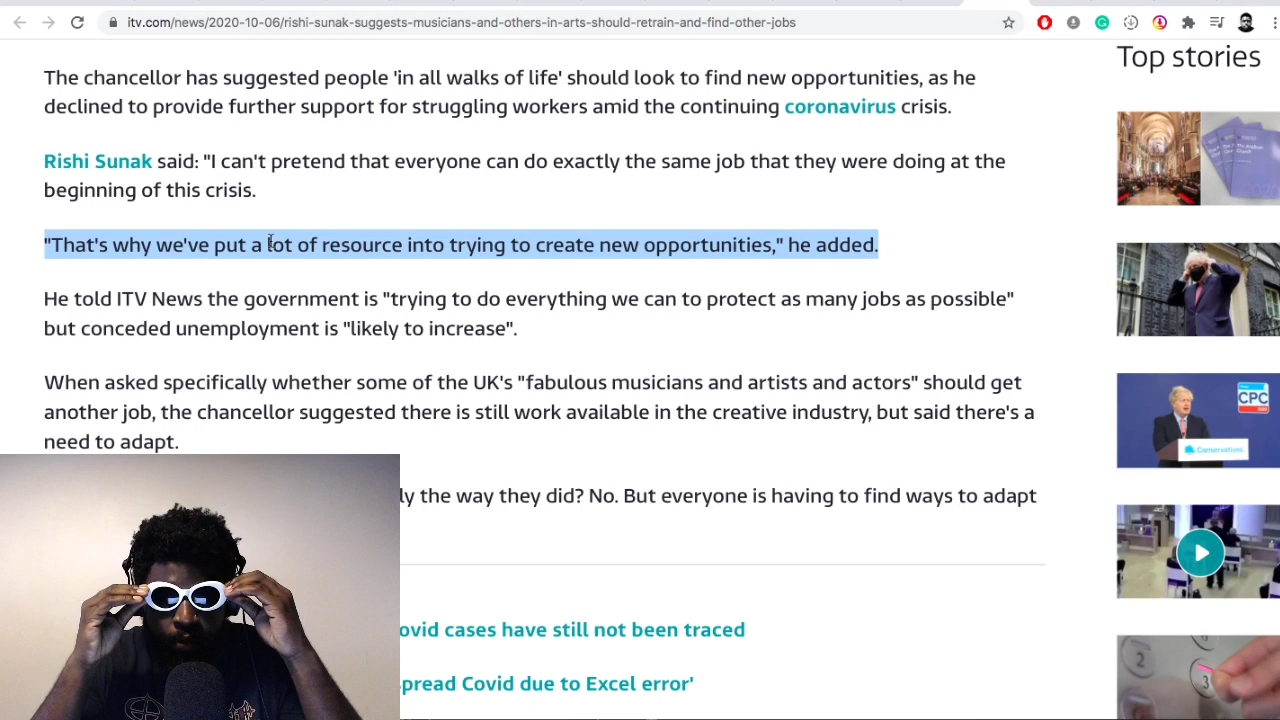 itv.com/news/2020-10-06/rishi-sunak-suggests-musicians-and-others-in-arts-should-retrain-and-find-other-jobs
Top stories
The chancellor has suggested people 'in all walks of life' should look to find new opportunities, as he
declined to provide further support for struggling workers amid the continuing coronavirus crisis.
Rishi Sunak said: "I can't pretend that everyone can do exactly the same job that they were doing at the
beginning of this crisis.
"That's why we've put a lot of resource into trying to create new opportunities," he added.
He told ITV News the government is "trying to do everything we can to protect as many jobs as possible"
but conceded unemployment is "likely to increase".
When asked specifically whether some of the UK's "fabulous musicians and artists and actors" should get
another job, the chancellor suggested there is still work available in the creative industry, but said there's a
need to adapt.
ly the way they did? No. But everyone is having to find ways to adapt
ovid cases have still not been traced
spread Covid due to Excel error'
CPC
Conservatives
2
3